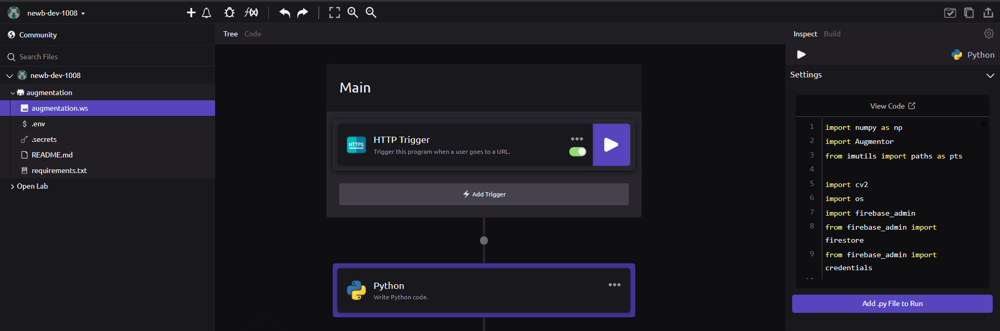 newb-dev-1008
f(x)
Community
Search Files
newb-dev-1008
augmentation
ws augmentation.ws
$ .env
.secrets
README.md
requirements.txt
Open Lab
Tree Code
Main
HTTPS
HTTP Trigger
Trigger this program when a user goes to a URL.
Add Trigger
Python
Write Python code.
Inspect Build
Python
Settings
View Code
1 import numpy as np
2 import Augmentor
3 from imutils import paths as pts
4
5 import cv2
6 import os
7 import firebase_admin
8 from firebase_admin import
firestore
9 from firebase_admin import
credentials
Add .py File to Run